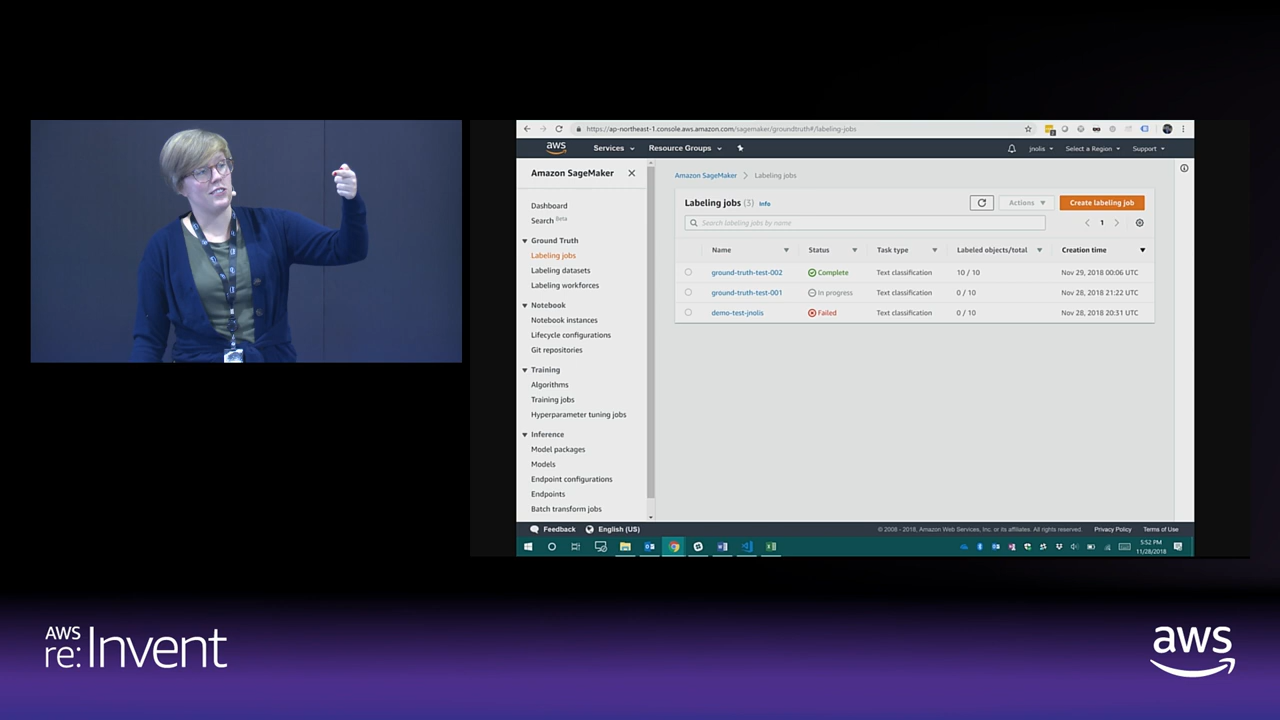 https://ap-northeast-1.console.aws.amazon.com/sagemaker/groundtruth#/labeling-jobs
aws Services Resource Groups jnolis Select a Region Support
Amazon SageMaker
Dashboard
Search Beta
Ground Truth
Labeling jobs
Labeling datasets
Labeling workforces
Notebook
Notebook instances
Lifecycle configurations
Git repositories
Training
Algorithms
Training jobs
Hyperparameter tuning jobs
Inference
Model packages
Models
Endpoint configurations
Endpoints
Batch transform jobs
Amazon SageMaker Labeling jobs
Labeling jobs (3) Info Actions Create labeling job
Search labeling jobs by name 1
Name Status Task type Labeled objects/total Creation time
ground-truth-test-002 Complete Text classification 10 / 10 Nov 29, 2018 00:06 UTC
ground-truth-test-001 In progress Text classification 0 / 10 Nov 28, 2018 21:22 UTC
demo-test-jnolis Failed Text classification 0 / 10 Nov 28, 2018 20:31 UTC
Feedback English (US) © 2008 - 2018, Amazon Web Services, Inc. or its affiliates. All rights reserved. Privacy Policy Terms of Use
5:52 PM
11/28/2018
AWS
re:Invent
aws